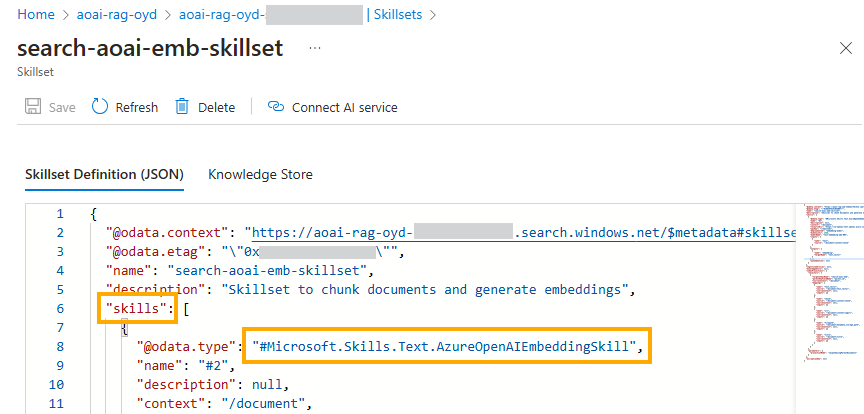 Home > aoai-rag-oyd > aoai-rag-oyd- | Skillsets >
search-aoai-emb-skillset ...
Skillset
Save Refresh Delete Connect AI service
Skillset Definition (JSON) Knowledge Store
1 {
2 "@odata.context": "https://aoai-rag-oyd- .search.windows.net/$metadata#skillse
3 "@odata.etag": "\"0x \"",
4 "name": "search-aoai-emb-skillset",
5 "description": "Skillset to chunk documents and generate embeddings",
6 "skills": [
7 {
8 "@odata.type": "#Microsoft.Skills.Text.AzureOpenAIEmbeddingSkill",
9 "name": "#2",
10 "description": null,
11 "context": "/document",